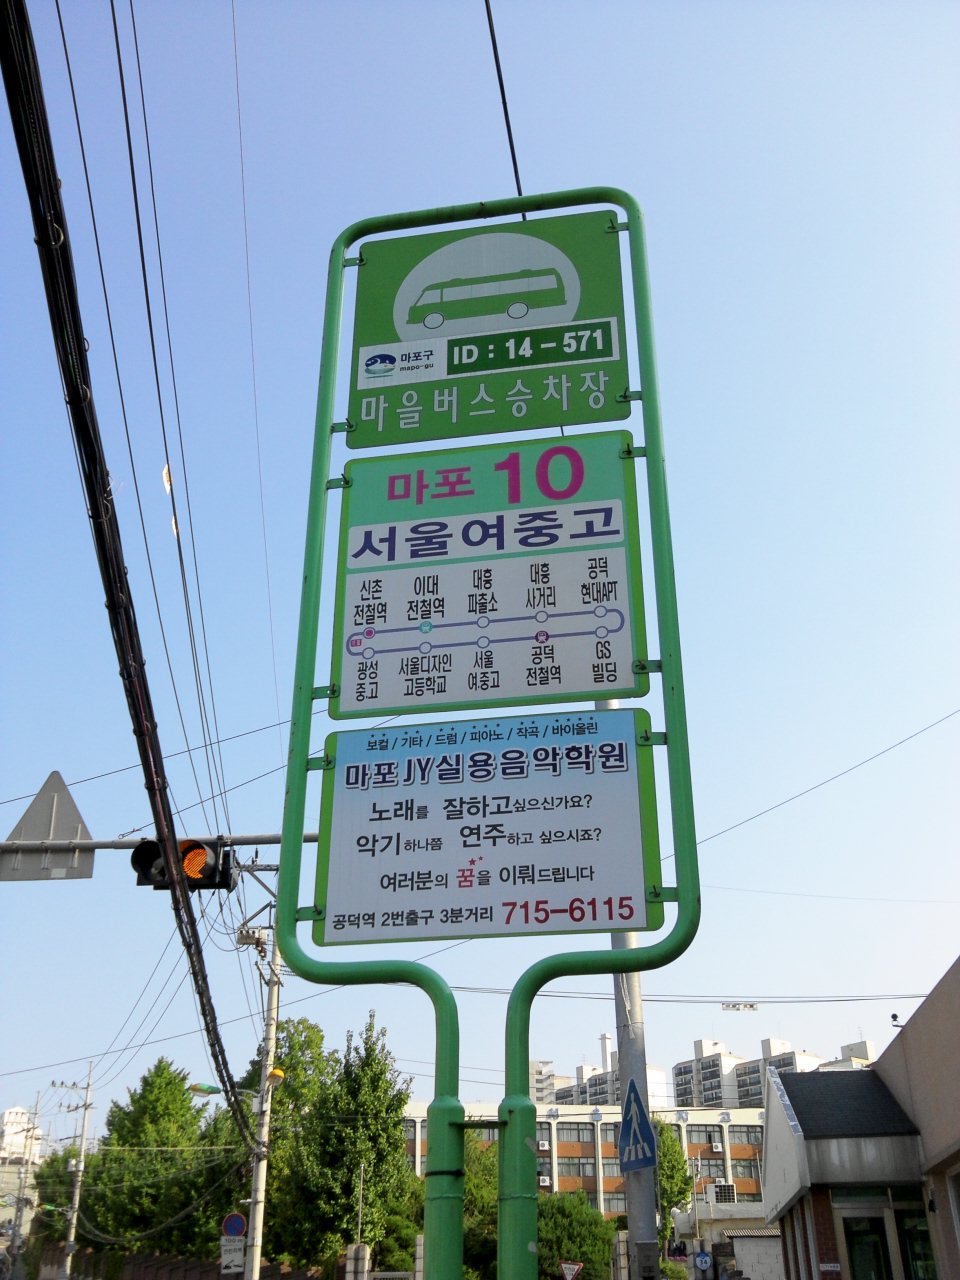 마포구
mapo-gu
ID : 14 - 571
마을버스승차장
마포 10
서울여중고
신촌 전철역
이대 전철역
대흥 파출소
대흥 사거리
공덕 현대APT
광성 중고
서울디자인 고등학교
서울 여중고
공덕 전철역
GS 빌딩
보컬/기타/드럼/피아노/작곡/바이올린
마포JY실용음악학원
노래를 잘하고싶으신가요?
악기하나쯤 연주하고 싶으시죠?
여러분의 꿈을 이뤄드립니다
공덕역 2번출구 3분거리 715-6115